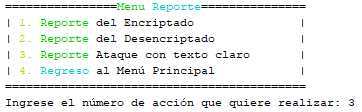 ================Menu Reporte===============
| 1. Reporte del Encriptado               |
| 2. Reporte del Desencriptado            |
| 3. Reporte Ataque con texto claro       |
| 4. Regreso al Menú Principal            |
===========================================
Ingrese el número de acción que quiere realizar: 3